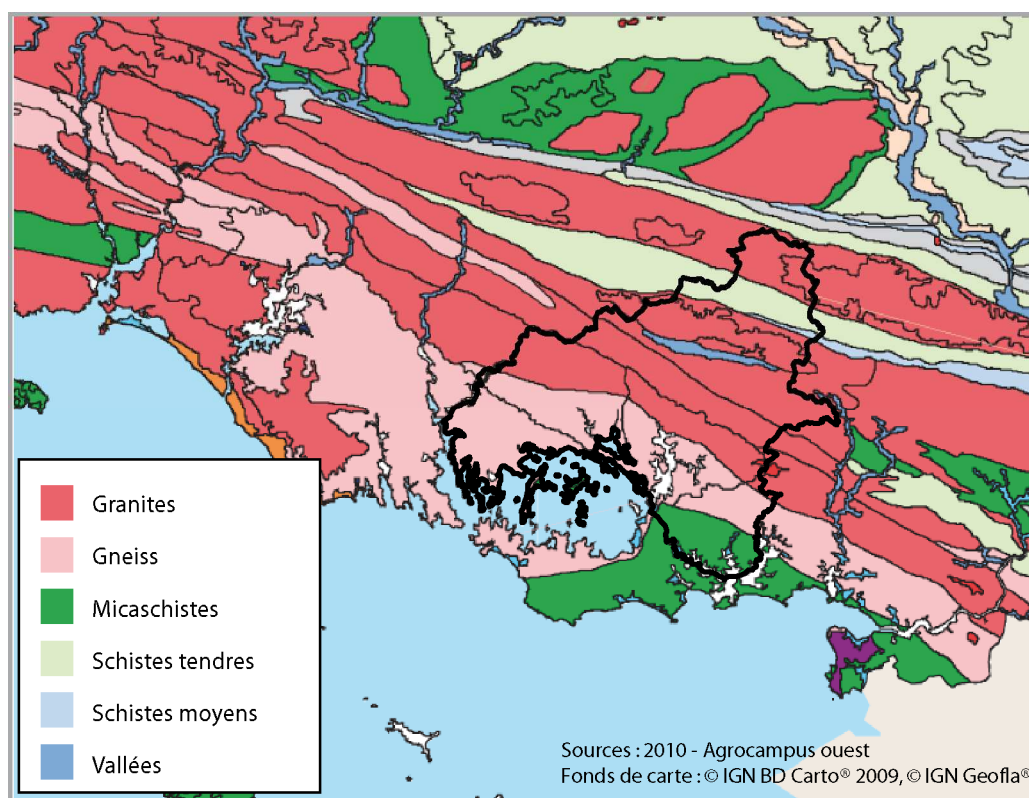 Granites
Gneiss
Micaschistes
Schistes tendres
Schistes moyens
Vallées
Sources : 2010 - Agrocampus ouest
Fonds de carte : © IGN BD Carto® 2009, © IGN Geofla®